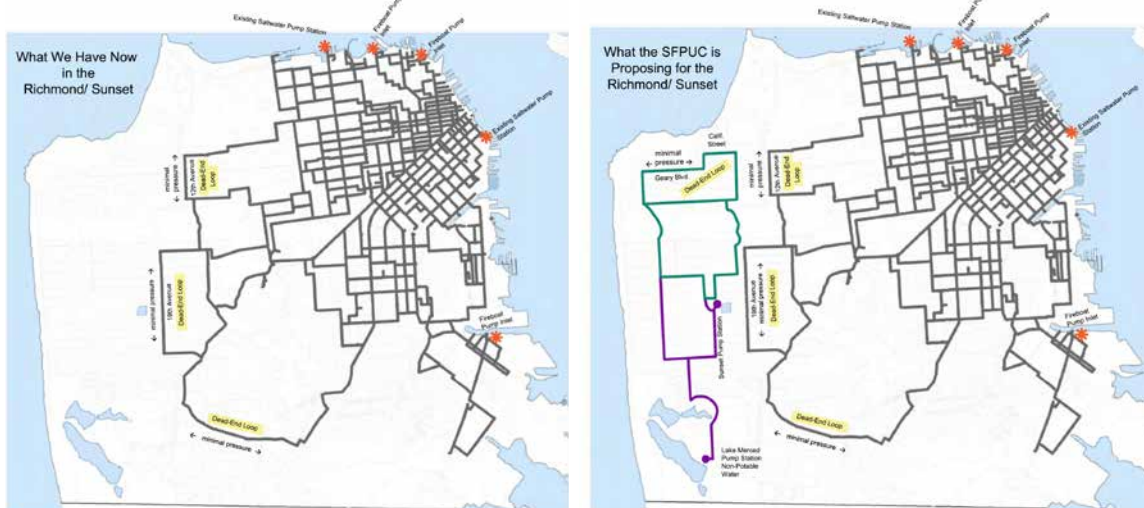 What We Have Now
in the
Richmond/ Sunset
Existing Saltwater Pump Station
Fireboat Pump
Inlet
Fireboat Pump
Inlet
Existing Saltwater Pump
Station
minimal
pressure
12th Avenue
Dead-End
Loop
19th Avenue
minimal pressure
Dead-End Loop
Fireboat
Pump Inlet
Dead-End Loop
minimal pressure
What the SFPUC is
Proposing for the
Richmond/ Sunset
Existing Saltwater Pump Station
Fireboat Pump
Inlet
Fireboat Pump
Inlet
Existing Saltwater Pump
Station
Calif.
Street
minimal
pressure
Geary Blvd
Dead-End Loop
minimal
pressure
12th Avenue
Dead-End
Loop
19th Avenue
minimal pressure
Dead-End Loop
Sunset Pump Station
Fireboat
Pump Inlet
Dead-End Loop
minimal pressure
Lake Merced
Pump Station
Non-Potable
Water